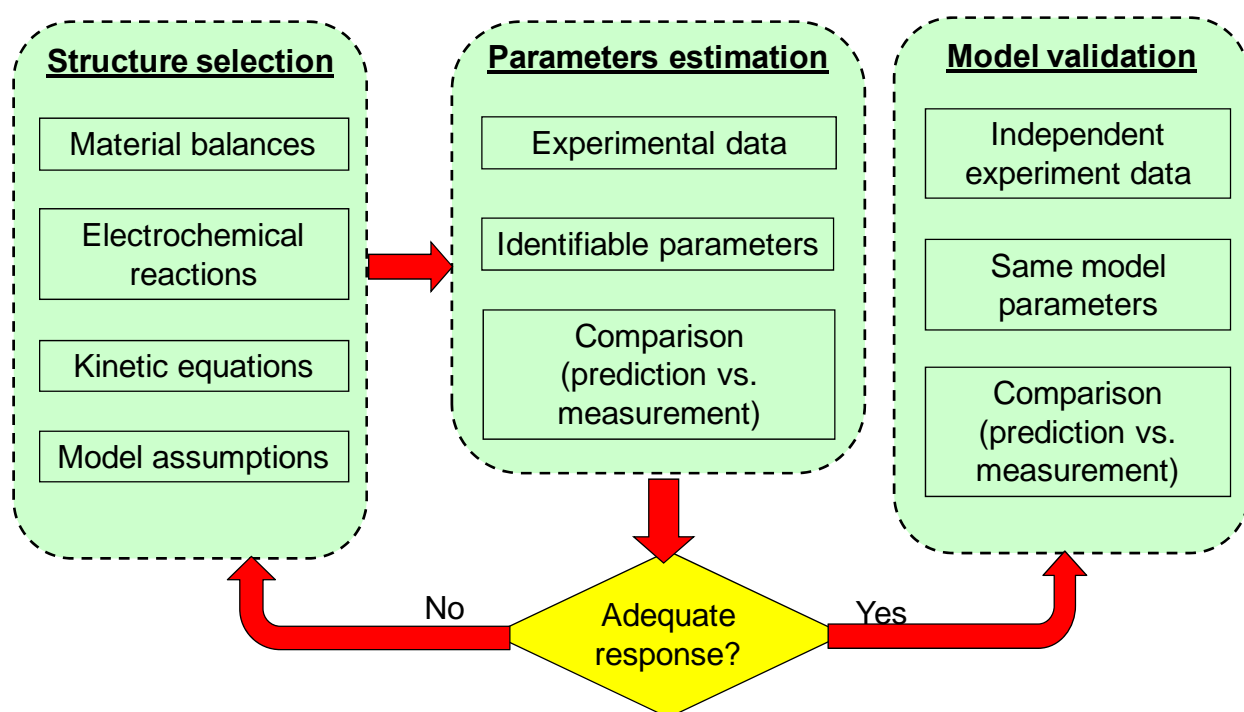 Structure selection
Material balances
Electrochemical
reactions
Kinetic equations
Model assumptions
Parameters estimation
Experimental data
Identifiable parameters
Comparison
(prediction vs.
measurement)
Model validation
Independent
experiment data
Same model
parameters
Comparison
(prediction vs.
measurement)
No
Adequate
response?
Yes